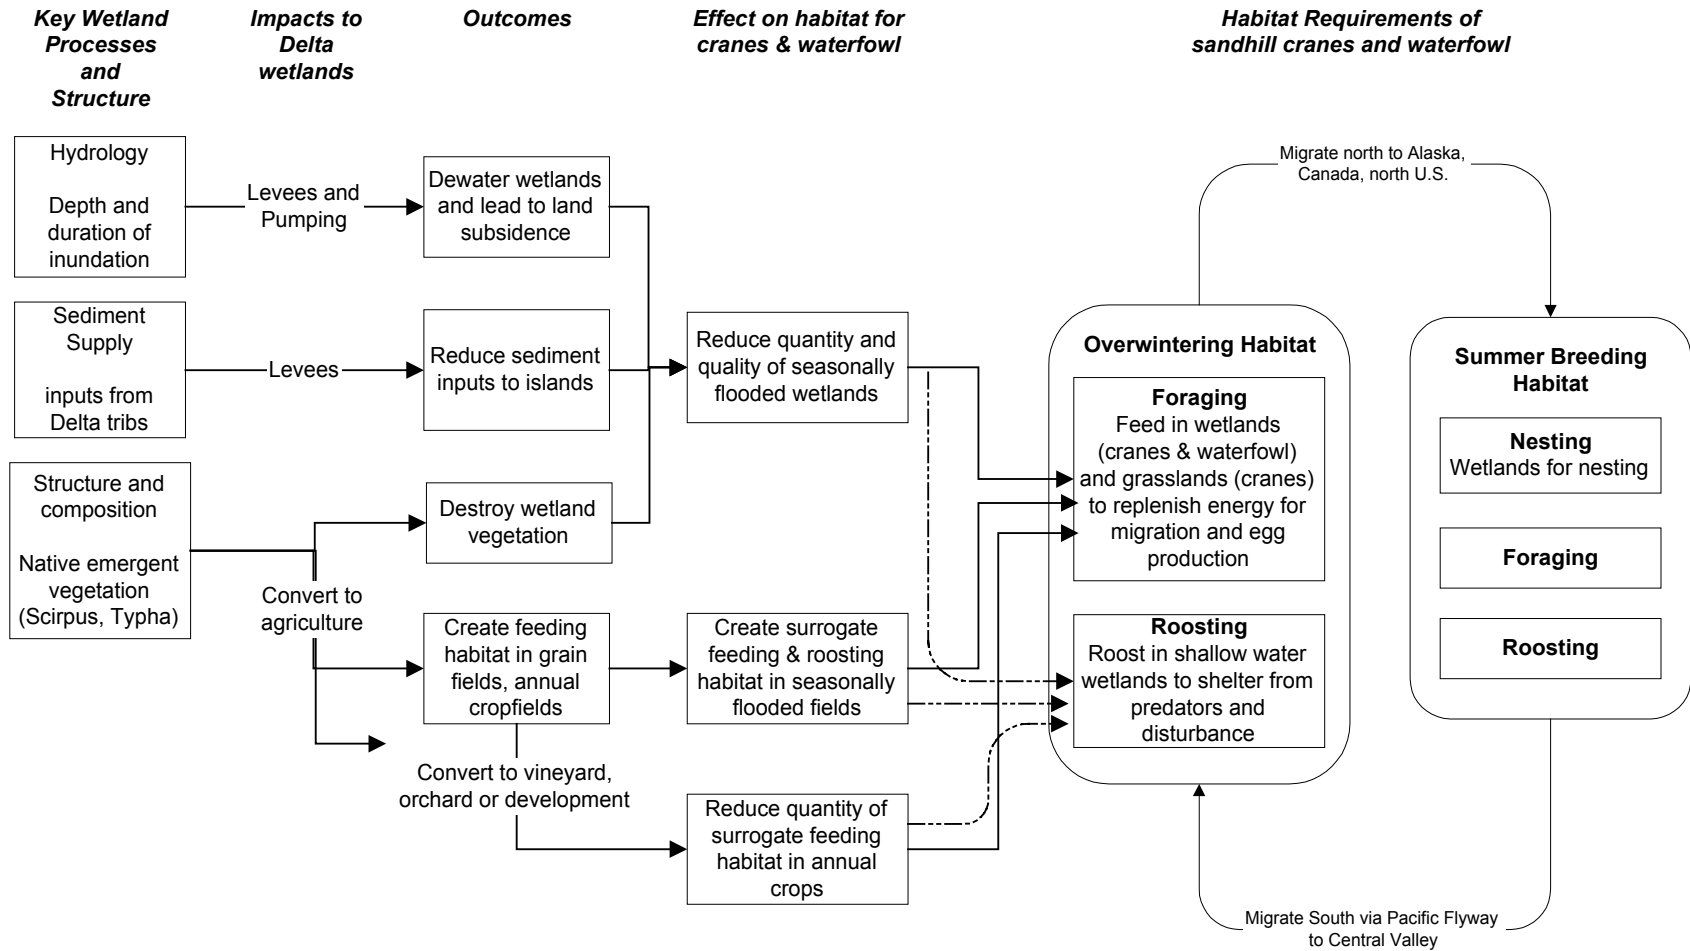 Key Wetland
Processes
and
Structure
Impacts to
Delta
wetlands
Outcomes
Effect on habitat for
cranes & waterfowl
Habitat Requirements of
sandhill cranes and waterfowl
Hydrology
Depth and
duration of
inundation
Levees and
Pumping
Dewater wetlands
and lead to land
subsidence
Sediment
Supply
inputs from
Delta tribs
Levees
Reduce sediment
inputs to islands
Reduce quantity and
quality of seasonally
flooded wetlands
Structure and
composition
Native emergent
vegetation
(Scirpus, Typha)
Convert to
agriculture
Destroy wetland
vegetation
Create feeding
habitat in grain
fields, annual
cropfields
Create surrogate
feeding & roosting
habitat in seasonally
flooded fields
Convert to vineyard,
orchard or development
Reduce quantity of
surrogate feeding
habitat in annual
crops
Migrate north to Alaska,
Canada, north U.S.
Overwintering Habitat
Foraging
Feed in wetlands
(cranes & waterfowl)
and grasslands (cranes)
to replenish energy for
migration and egg
production
Roosting
Roost in shallow water
wetlands to shelter from
predators and
disturbance
Summer Breeding
Habitat
Nesting
Wetlands for nesting
Foraging
Roosting
Migrate South via Pacific Flyway
to Central Valley